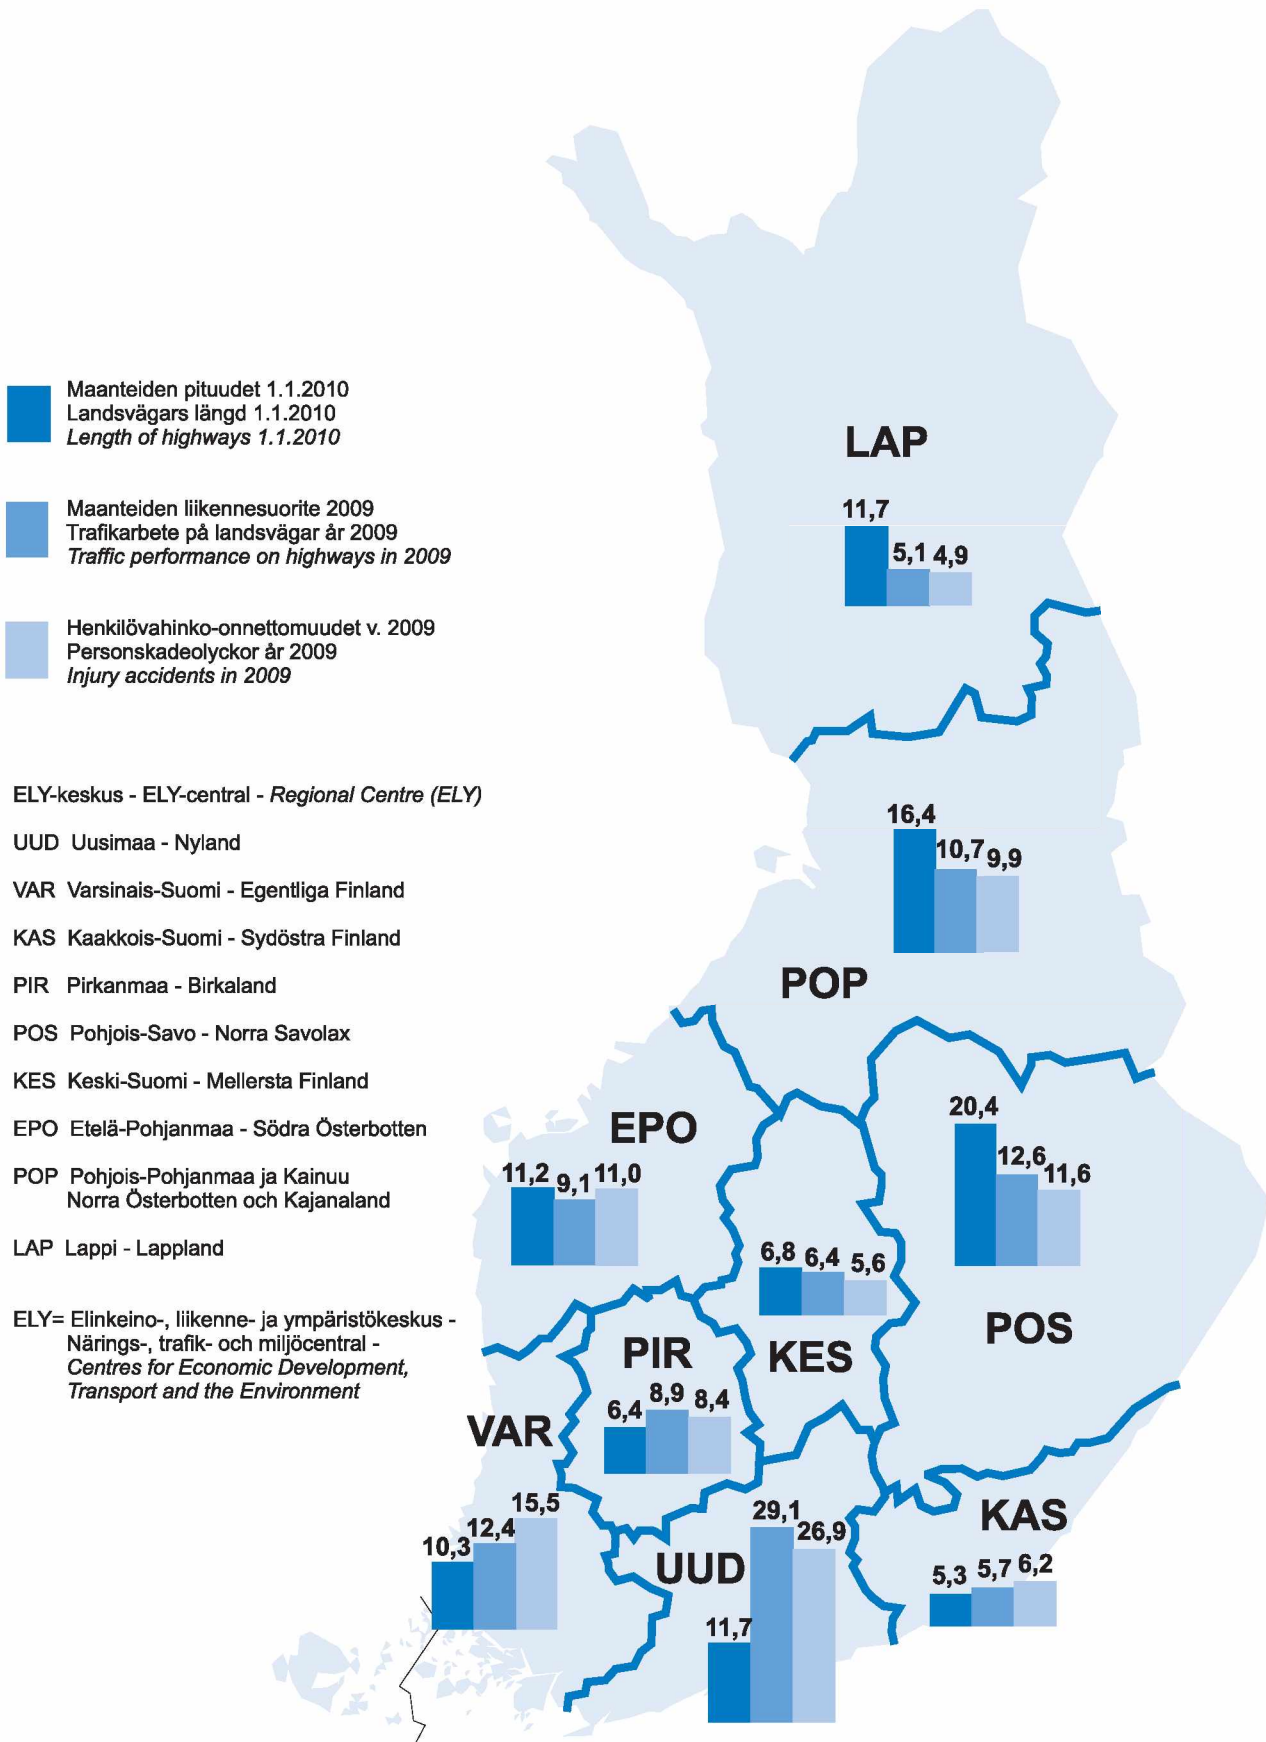 Maanteiden pituudet 1.1.2010
Landsvägars längd 1.1.2010
Length of highways 1.1.2010
Maanteiden liikennesuorite 2009
Trafikarbete på landsvägar år 2009
Traffic performance on highways in 2009
Henkilövahinko-onnettomuudet v. 2009
Personskadeolyckor år 2009
Injury accidents in 2009
ELY-keskus - ELY-central - Regional Centre (ELY)
UUD Uusimaa - Nyland
VAR Varsinais-Suomi - Egentliga Finland
KAS Kaakkois-Suomi - Sydöstra Finland
PIR Pirkanmaa - Birkaland
POS Pohjois-Savo - Norra Savolax
KES Keski-Suomi - Mellersta Finland
EPO Etelä-Pohjanmaa - Södra Österbotten
POP Pohjois-Pohjanmaa ja Kainuu
Norra Österbotten och Kajanaland
LAP Lappi - Lappland
ELY= Elinkeino-, liikenne- ja ympäristökeskus -
Närings-, trafik- och miljöcentral -
Centres for Economic Development,
Transport and the Environment
LAP
11,7
5,1 4,9
16,4
10,7 9,9
POP
EPO
11,2 9,1 11,0
20,4
12,6
11,6
POS
6,8 6,4 5,6
KES
PIR
6,4 8,9 8,4
VAR
10,3 12,4 15,5
UUD
11,7
29,1
26,9
KAS
5,3 5,7 6,2